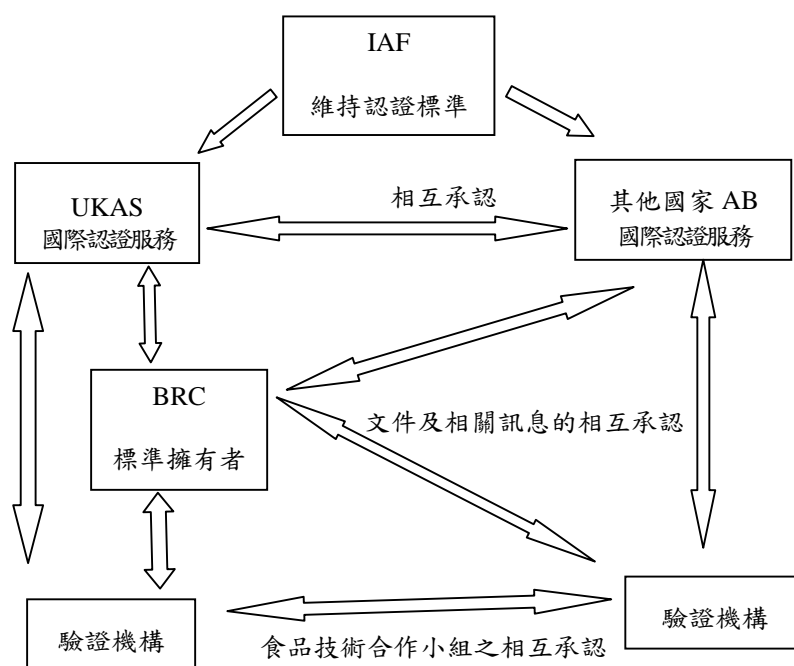 IAF
維持認證標準
UKAS
國際認證服務
相互承認
其他國家 AB
國際認證服務
BRC
標準擁有者
文件及相關訊息的相互承認
驗證機構
食品技術合作小組之相互承認
驗證機構